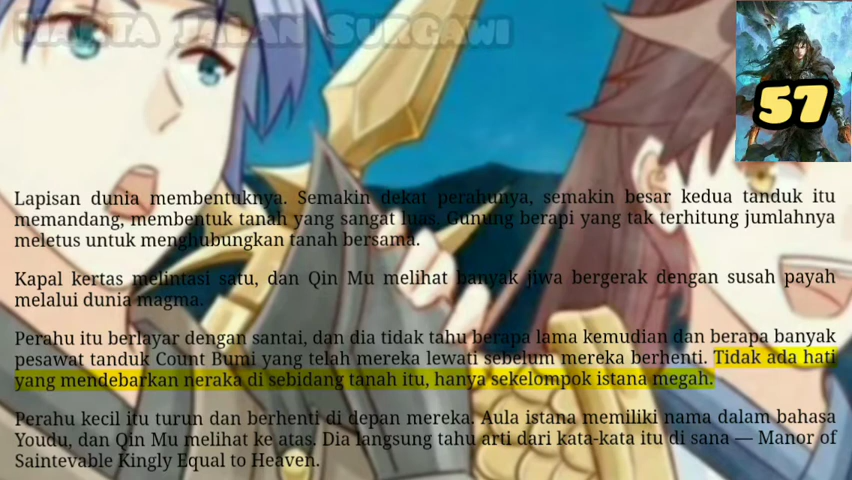 HARTA JALAN SURGAWI
57
Lapisan dunia membentuknya. Semakin dekat perahunya, semakin besar kedua tanduk itu
memandang, membentuk tanah yang sangat luas. Gunung berapi yang tak terhitung jumlahnya
meletus untuk menghubungkan tanah bersama.
Kapal kertas melintasi satu, dan Qin Mu melihat banyak jiwa bergerak dengan susah payah
melalui dunia magma.
Perahu itu berlayar dengan santai, dan dia tidak tahu berapa lama kemudian dan berapa banyak
pesawat tanduk Count Bumi yang telah mereka lewati sebelum mereka berhenti. Tidak ada hati
yang mendebarkan neraka di sebidang tanah itu, hanya sekelompok istana megah.
Perahu kecil itu turun dan berhenti di depan mereka. Aula istana memiliki nama dalam bahasa
Youdu, dan Qin Mu melihat ke atas. Dia langsung tahu arti dari kata-kata itu di sana — Manor of
Saintevable Kingly Equal to Heaven.